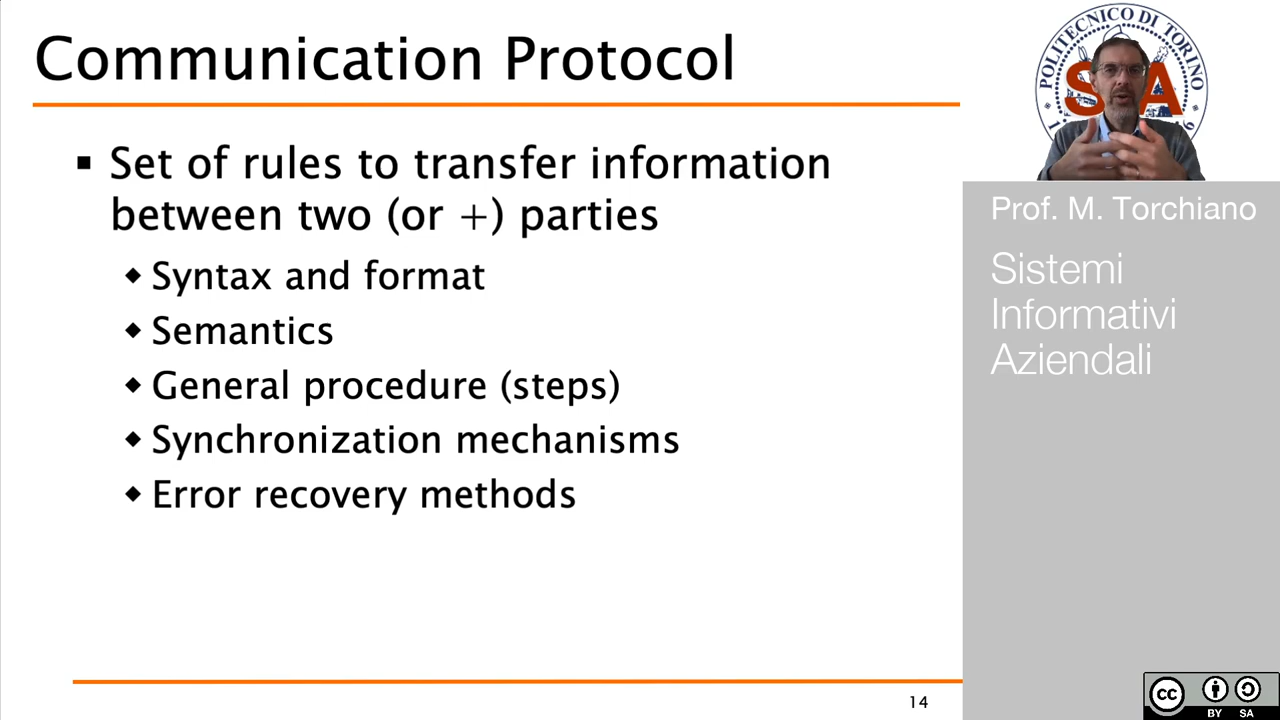 Communication Protocol
Set of rules to transfer information
between two (or +) parties
Syntax and format
Semantics
General procedure (steps)
Synchronization mechanisms
Error recovery methods
14
POLITECNICO DI TORINO
Prof. M. Torchiano
Sistemi
Informativi
Aziendali
cc
BY SA